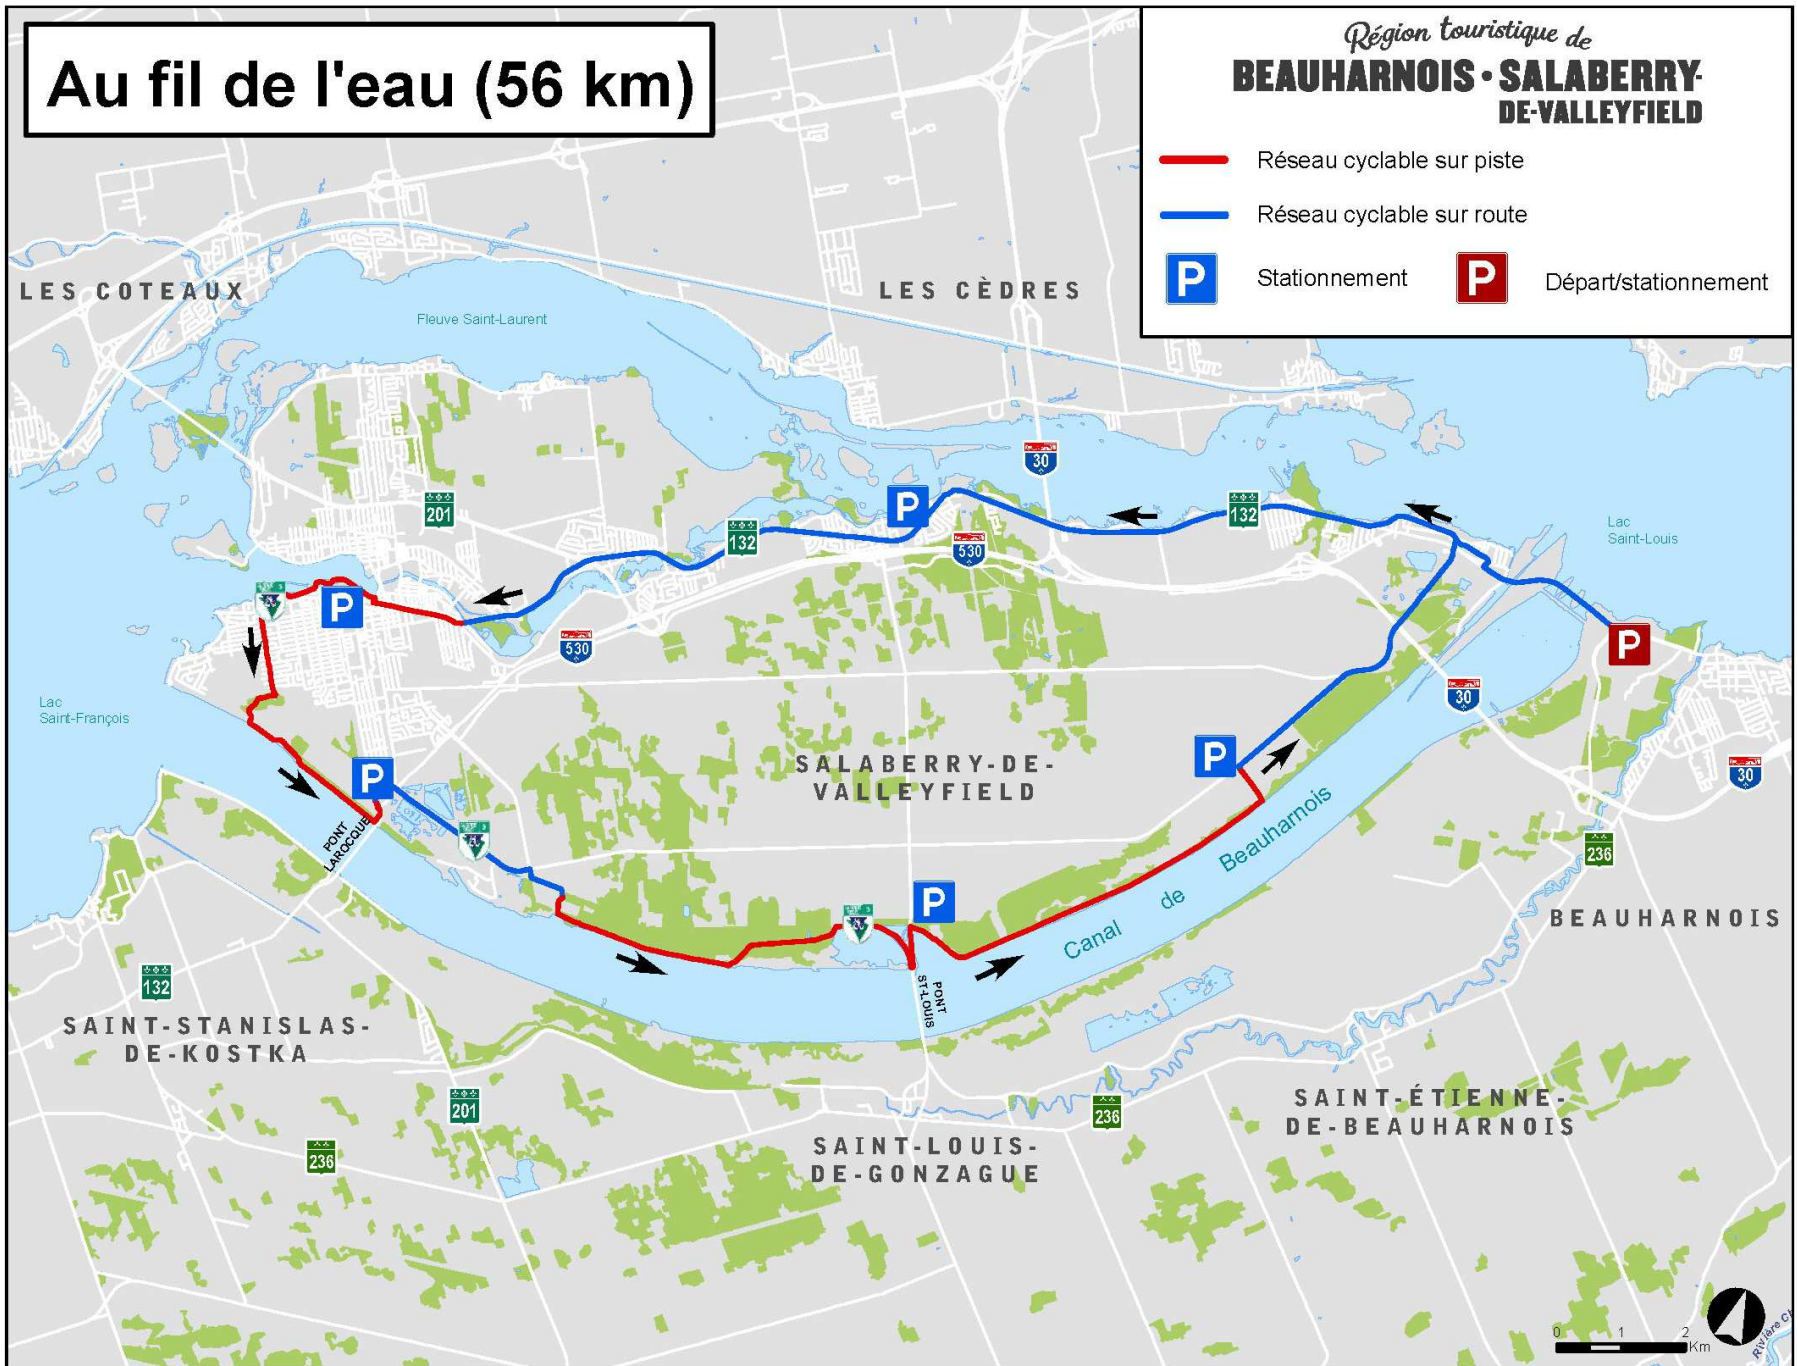 Au fil de l'eau (56 km)
Région touristique de
BEAUHARNOIS • SALABERRY-
DE-VALLEYFIELD
Réseau cyclable sur piste
Réseau cyclable sur route
P Stationnement P Départ/stationnement
LES COTEAUX
LES CÈDRES
Fleuve Saint-Laurent
30
201
P
132
132
530
Lac
Saint-Louis
P
530
P
30
Lac
Saint-François
P
P
SALABERRY-DE-
VALLEYFIELD
30
PONT
LAROCQUE
Canal de Beauharnois
236
P
BEAUHARNOIS
132
PONT
ST-LOUIS
SAINT-STANISLAS-
DE-KOSTKA
201
236
236
SAINT-ÉTIENNE-
DE-BEAUHARNOIS
SAINT-LOUIS-
DE-GONZAGUE
0 1 2
Km